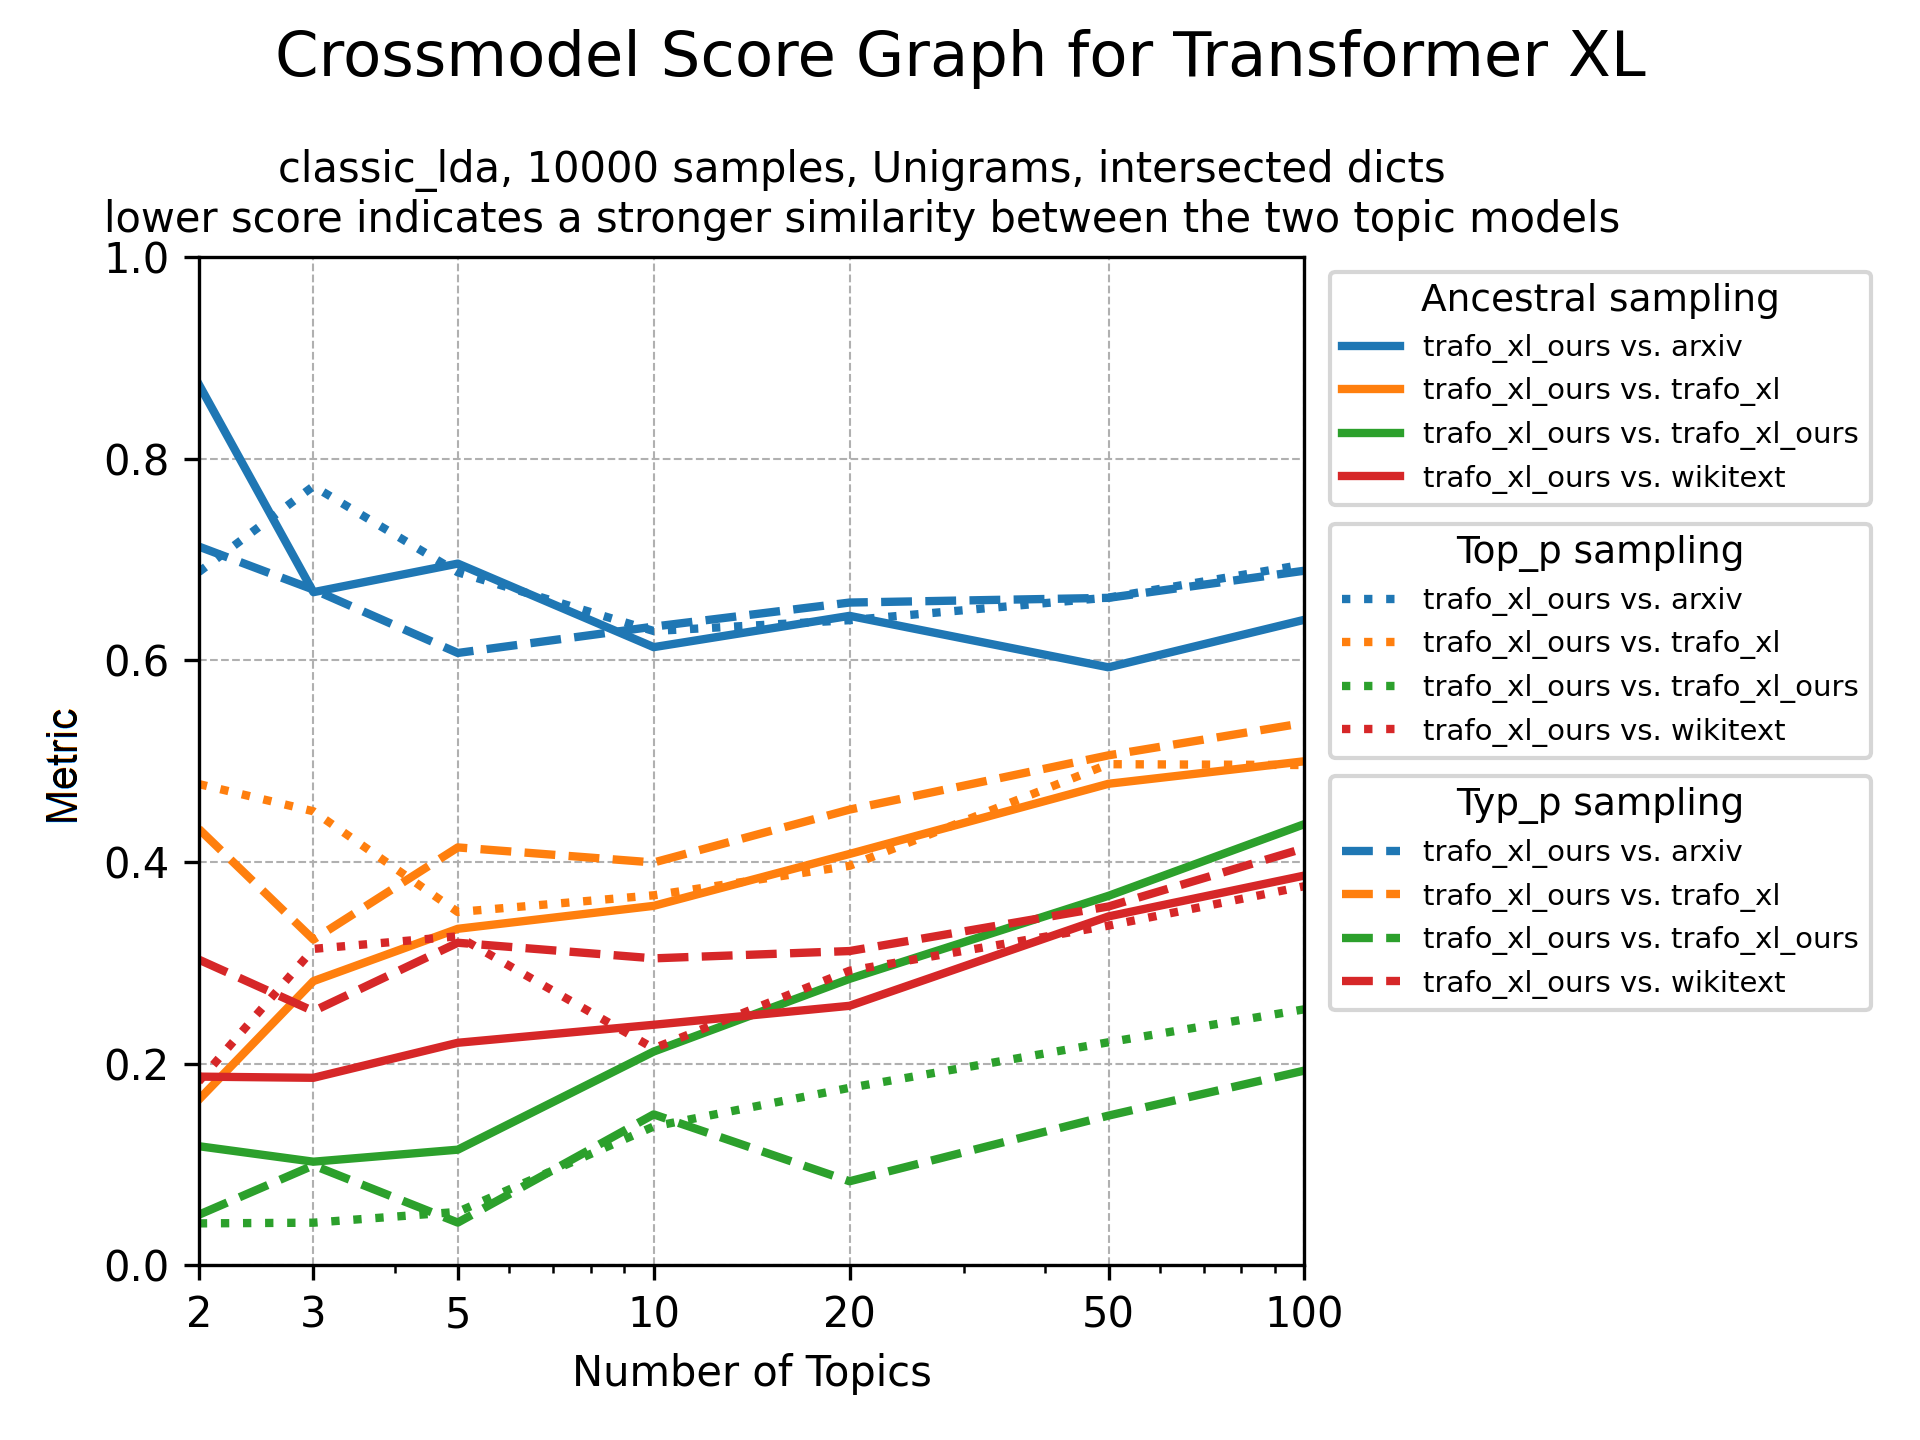 Crossmodel Score Graph for Transformer XL
classic_lda, 10000 samples, Unigrams, intersected dicts
lower score indicates a stronger similarity between the two topic models
1.0
0.8
0.6
0.4
0.2
0.0
Metric
2 3 5 10 20 50 100
Number of Topics
Ancestral sampling
trafo_xl_ours vs. arxiv
trafo_xl_ours vs. trafo_xl
trafo_xl_ours vs. trafo_xl_ours
trafo_xl_ours vs. wikitext
Top_p sampling
trafo_xl_ours vs. arxiv
trafo_xl_ours vs. trafo_xl
trafo_xl_ours vs. trafo_xl_ours
trafo_xl_ours vs. wikitext
Typ_p sampling
trafo_xl_ours vs. arxiv
trafo_xl_ours vs. trafo_xl
trafo_xl_ours vs. trafo_xl_ours
trafo_xl_ours vs. wikitext